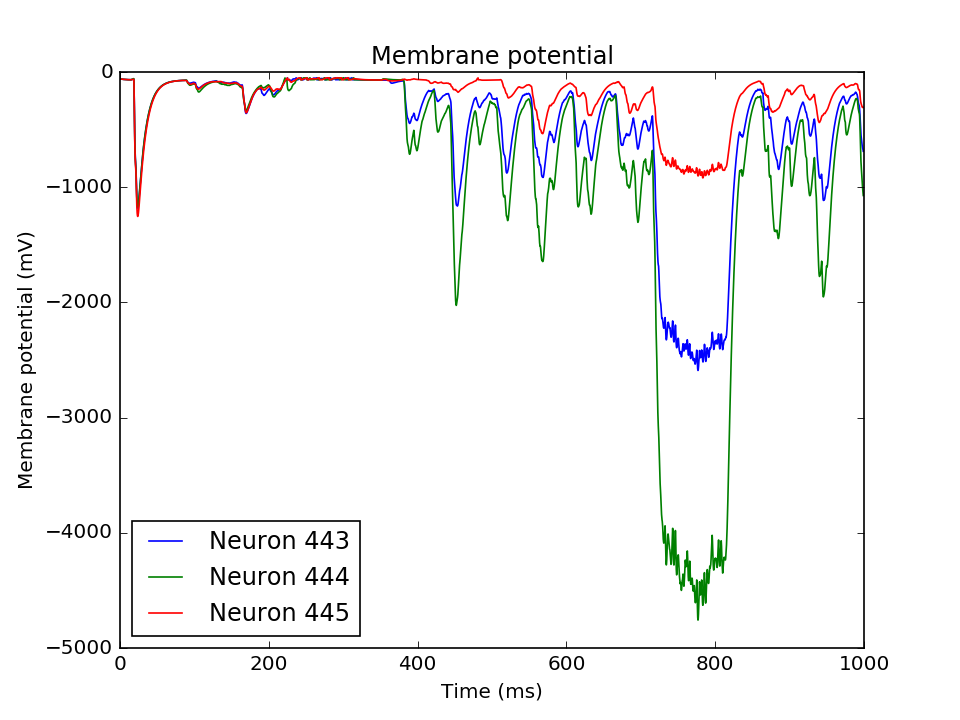 Membrane potential
0
−1000
−2000
−3000
−4000
−5000
Membrane potential (mV)
Neuron 443
Neuron 444
Neuron 445
0 200 400 600 800 1000
Time (ms)